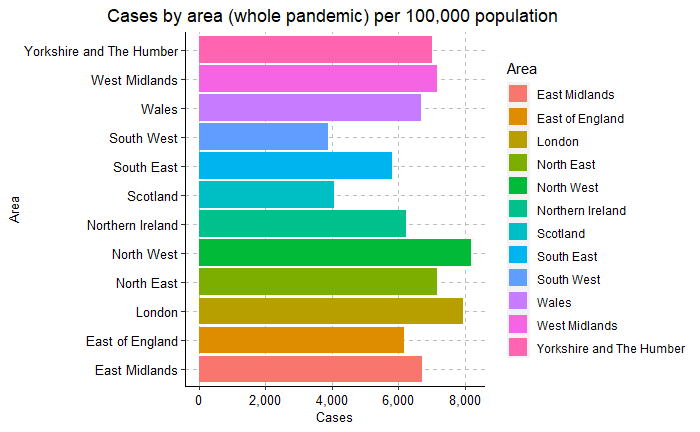 Cases by area (whole pandemic) per 100,000 population
Yorkshire and The Humber
West Midlands
Wales
South West
South East
Scotland
Northern Ireland
North West
North East
London
East of England
East Midlands
Area
0 2,000 4,000 6,000 8,000
Cases
Area
East Midlands
East of England
London
North East
North West
Northern Ireland
Scotland
South East
South West
Wales
West Midlands
Yorkshire and The Humber